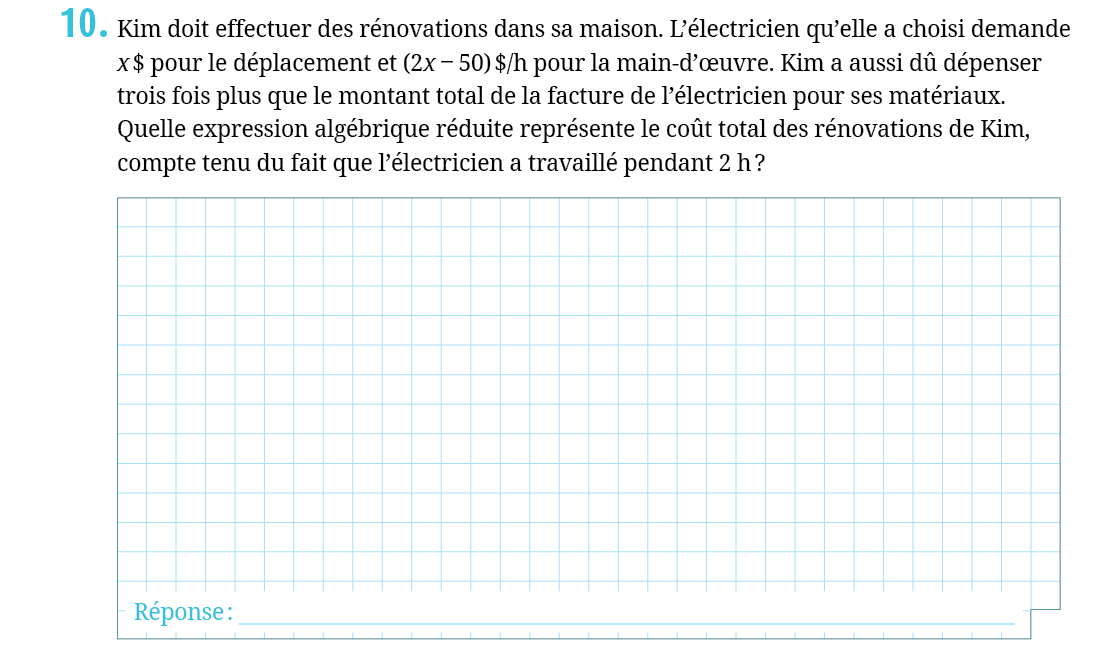 10. Kim doit effectuer des rénovations dans sa maison. L’électricien qu’elle a choisi demande
x $ pour le déplacement et (2x − 50) $/h pour la main-d’œuvre. Kim a aussi dû dépenser
trois fois plus que le montant total de la facture de l’électricien pour ses matériaux.
Quelle expression algébrique réduite représente le coût total des rénovations de Kim,
compte tenu du fait que l’électricien a travaillé pendant 2 h ?
Réponse :